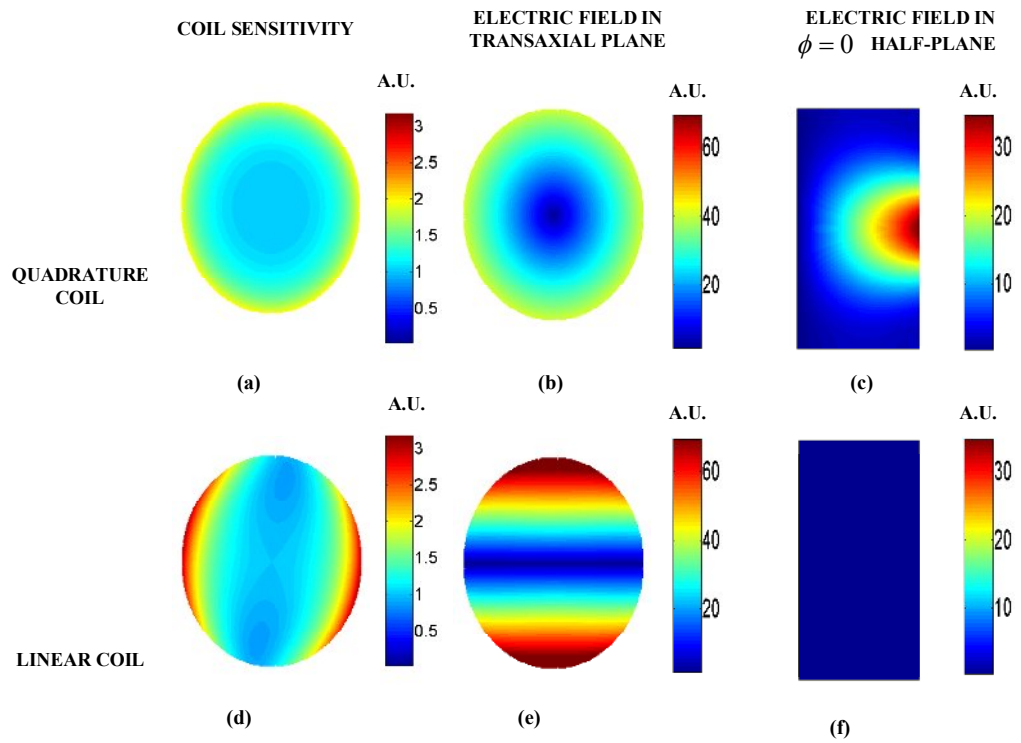 COIL SENSITIVITY
ELECTRIC FIELD IN
TRANSAXIAL PLANE
ELECTRIC FIELD IN
ϕ = 0 HALF-PLANE
A.U.
3
2.5
2
1.5
1
0.5
A.U.
60
40
20
A.U.
30
20
10
QUADRATURE
COIL
(a)
(b)
(c)
A.U.
3
2.5
2
1.5
1
0.5
A.U.
60
40
20
A.U.
30
20
10
LINEAR COIL
(d)
(e)
(f)